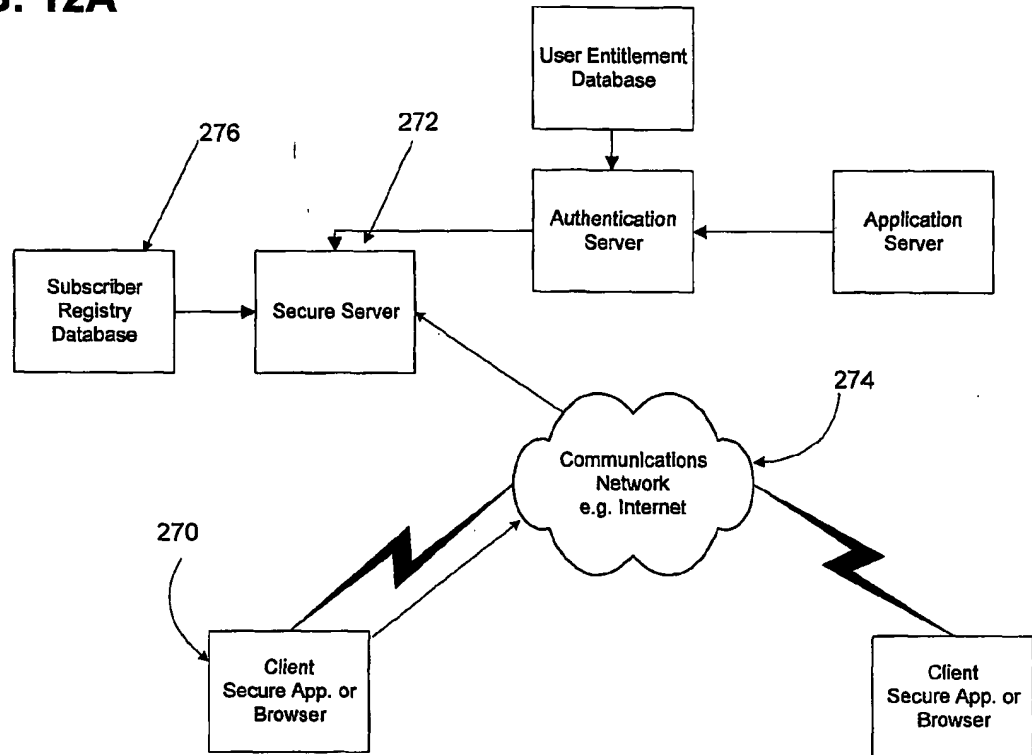 12A
User Entitlement
Database
276
272
Authentication
Server
Application
Server
Subscriber
Registry
Database
Secure Server
274
Communications
Network
e.g. Internet
270
Client
Secure App. or
Browser
Client
Secure App. or
Browser